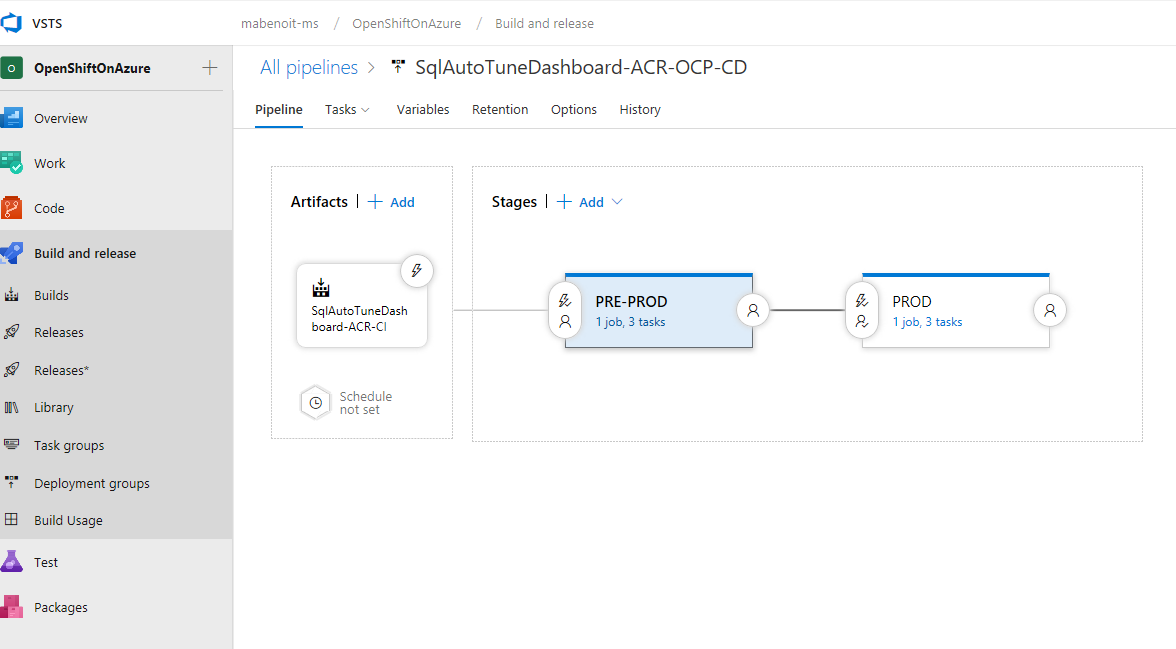 VSTS
mabenoit-ms / OpenShiftOnAzure / Build and release
O OpenShiftOnAzure
Overview
Work
Code
Build and release
Builds
Releases
Releases*
Library
Task groups
Deployment groups
Build Usage
Test
Packages
All pipelines > SqlAutoTuneDashboard-ACR-OCP-CD
Pipeline Tasks Variables Retention Options History
Artifacts | + Add
SqlAutoTuneDash
board-ACR-CI
Schedule
not set
Stages | + Add
PRE-PROD
1 job, 3 tasks
PROD
1 job, 3 tasks